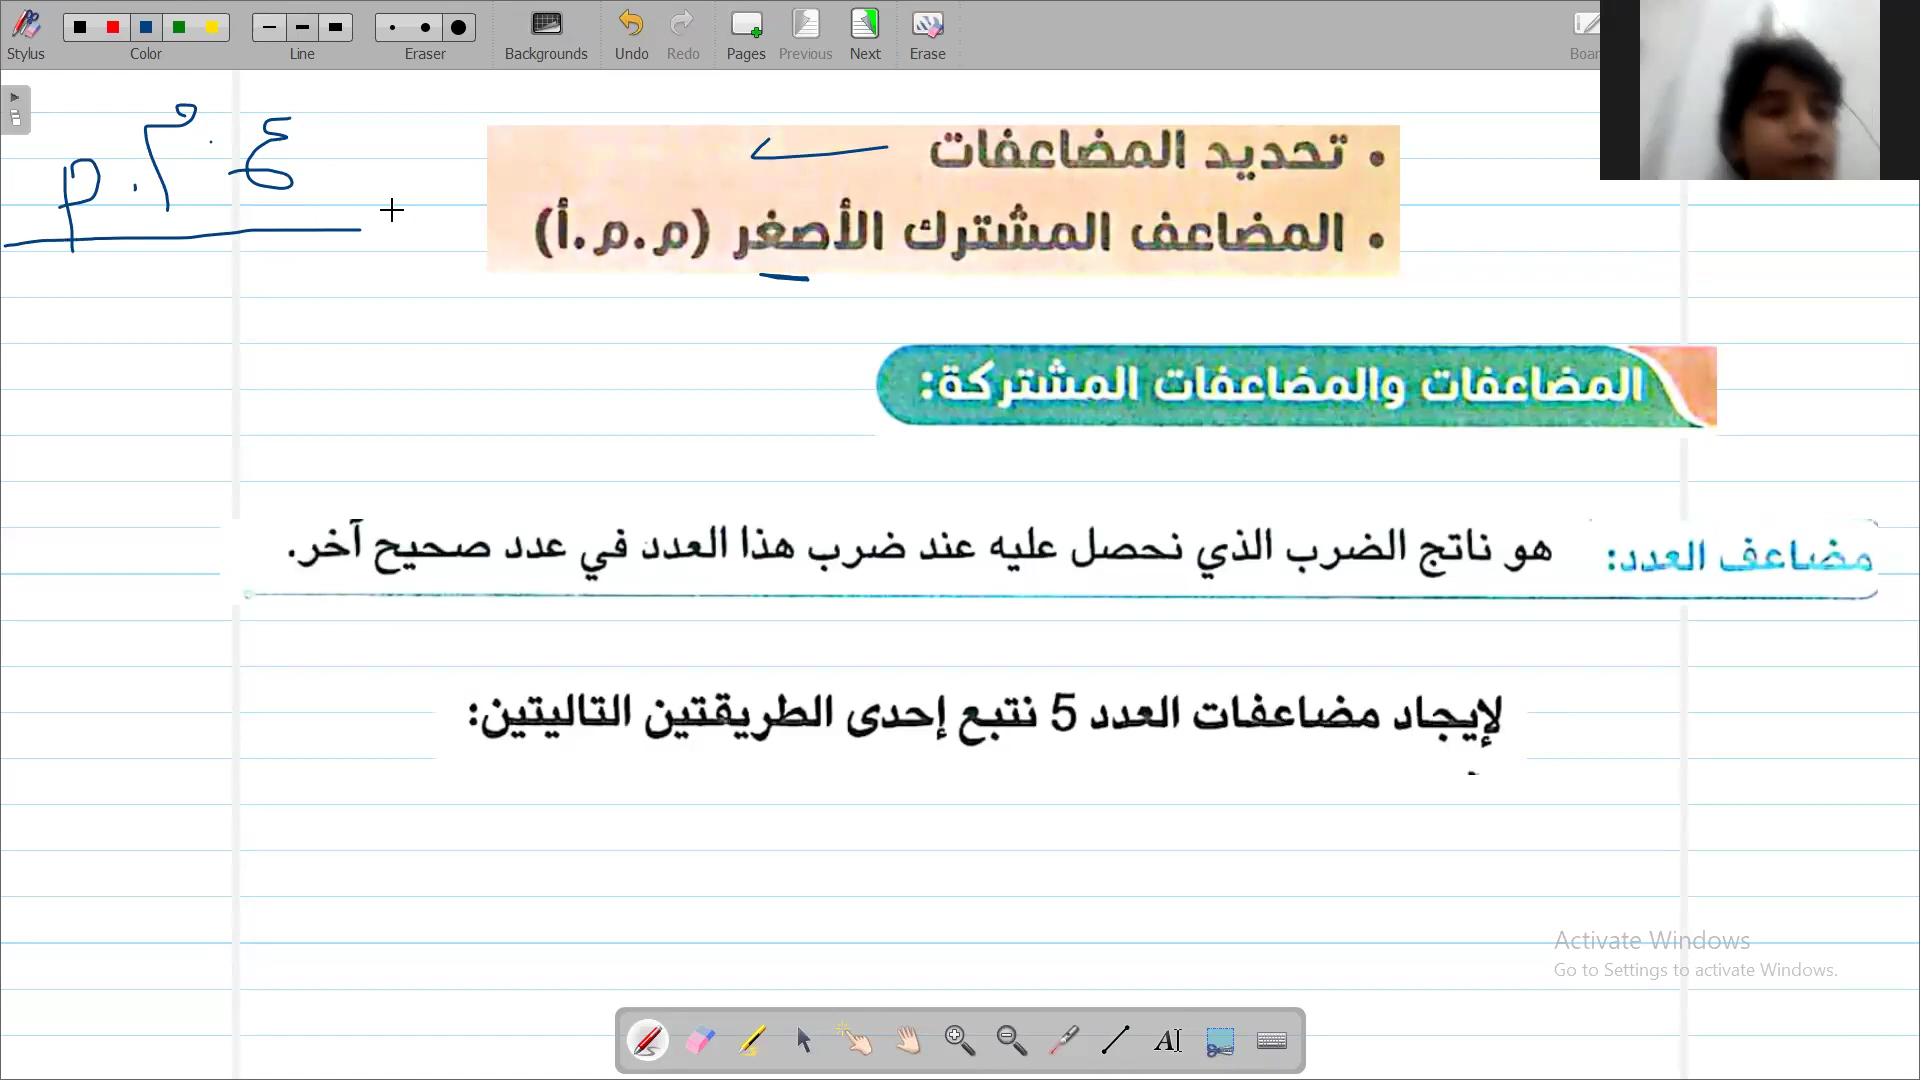 Stylus
Color
Line
Eraser
Backgrounds
Undo
Redo
Pages
Previous
Next
Erase
ع . م . م
• تحديد المضاعفات
• المضاعف المشترك الأصغر (م.م.أ)
المضاعفات والمضاعفات المشتركة:
مضاعف العدد: هو ناتج الضرب الذي نحصل عليه عند ضرب هذا العدد في عدد صحيح آخر.
لإيجاد مضاعفات العدد 5 نتبع إحدى الطريقتين التاليتين:
Activate Windows
Go to Settings to activate Windows.